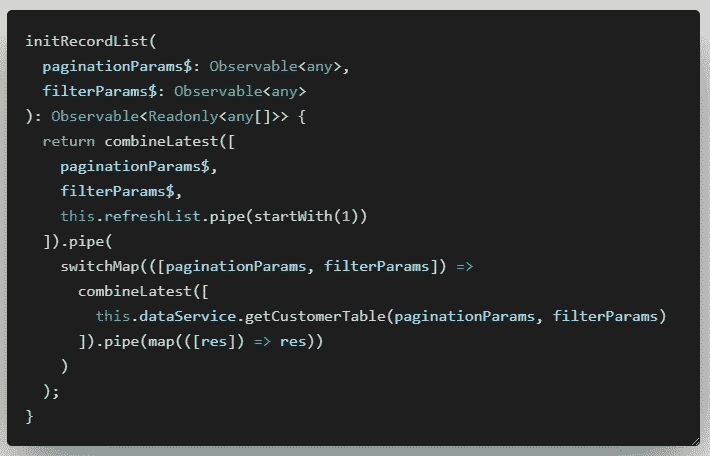 initRecordList(
  paginationParams$: Observable<any>,
  filterParams$: Observable<any>
): Observable<Readonly<any[]>> {
  return combineLatest([
    paginationParams$,
    filterParams$,
    this.refreshList.pipe(startWith(1))
  ]).pipe(
    switchMap(([paginationParams, filterParams]) =>
      combineLatest([
        this.dataService.getCustomerTable(paginationParams, filterParams)
      ]).pipe(map(([res]) => res))
    )
  );
}